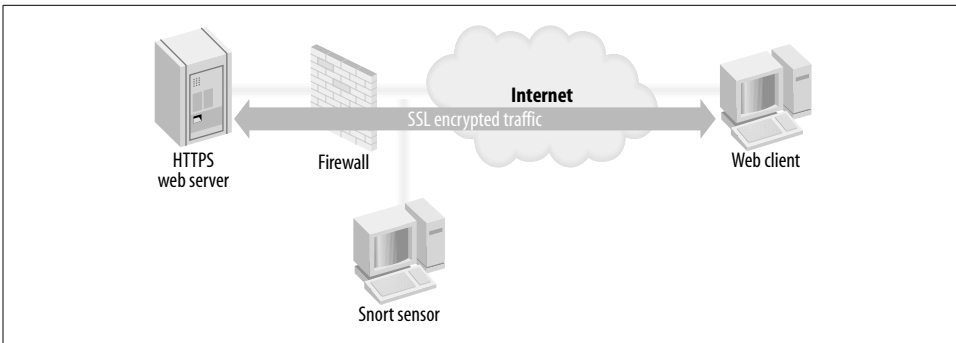 Internet
SSL encrypted traffic
HTTPS
web server
Firewall
Web client
Snort sensor